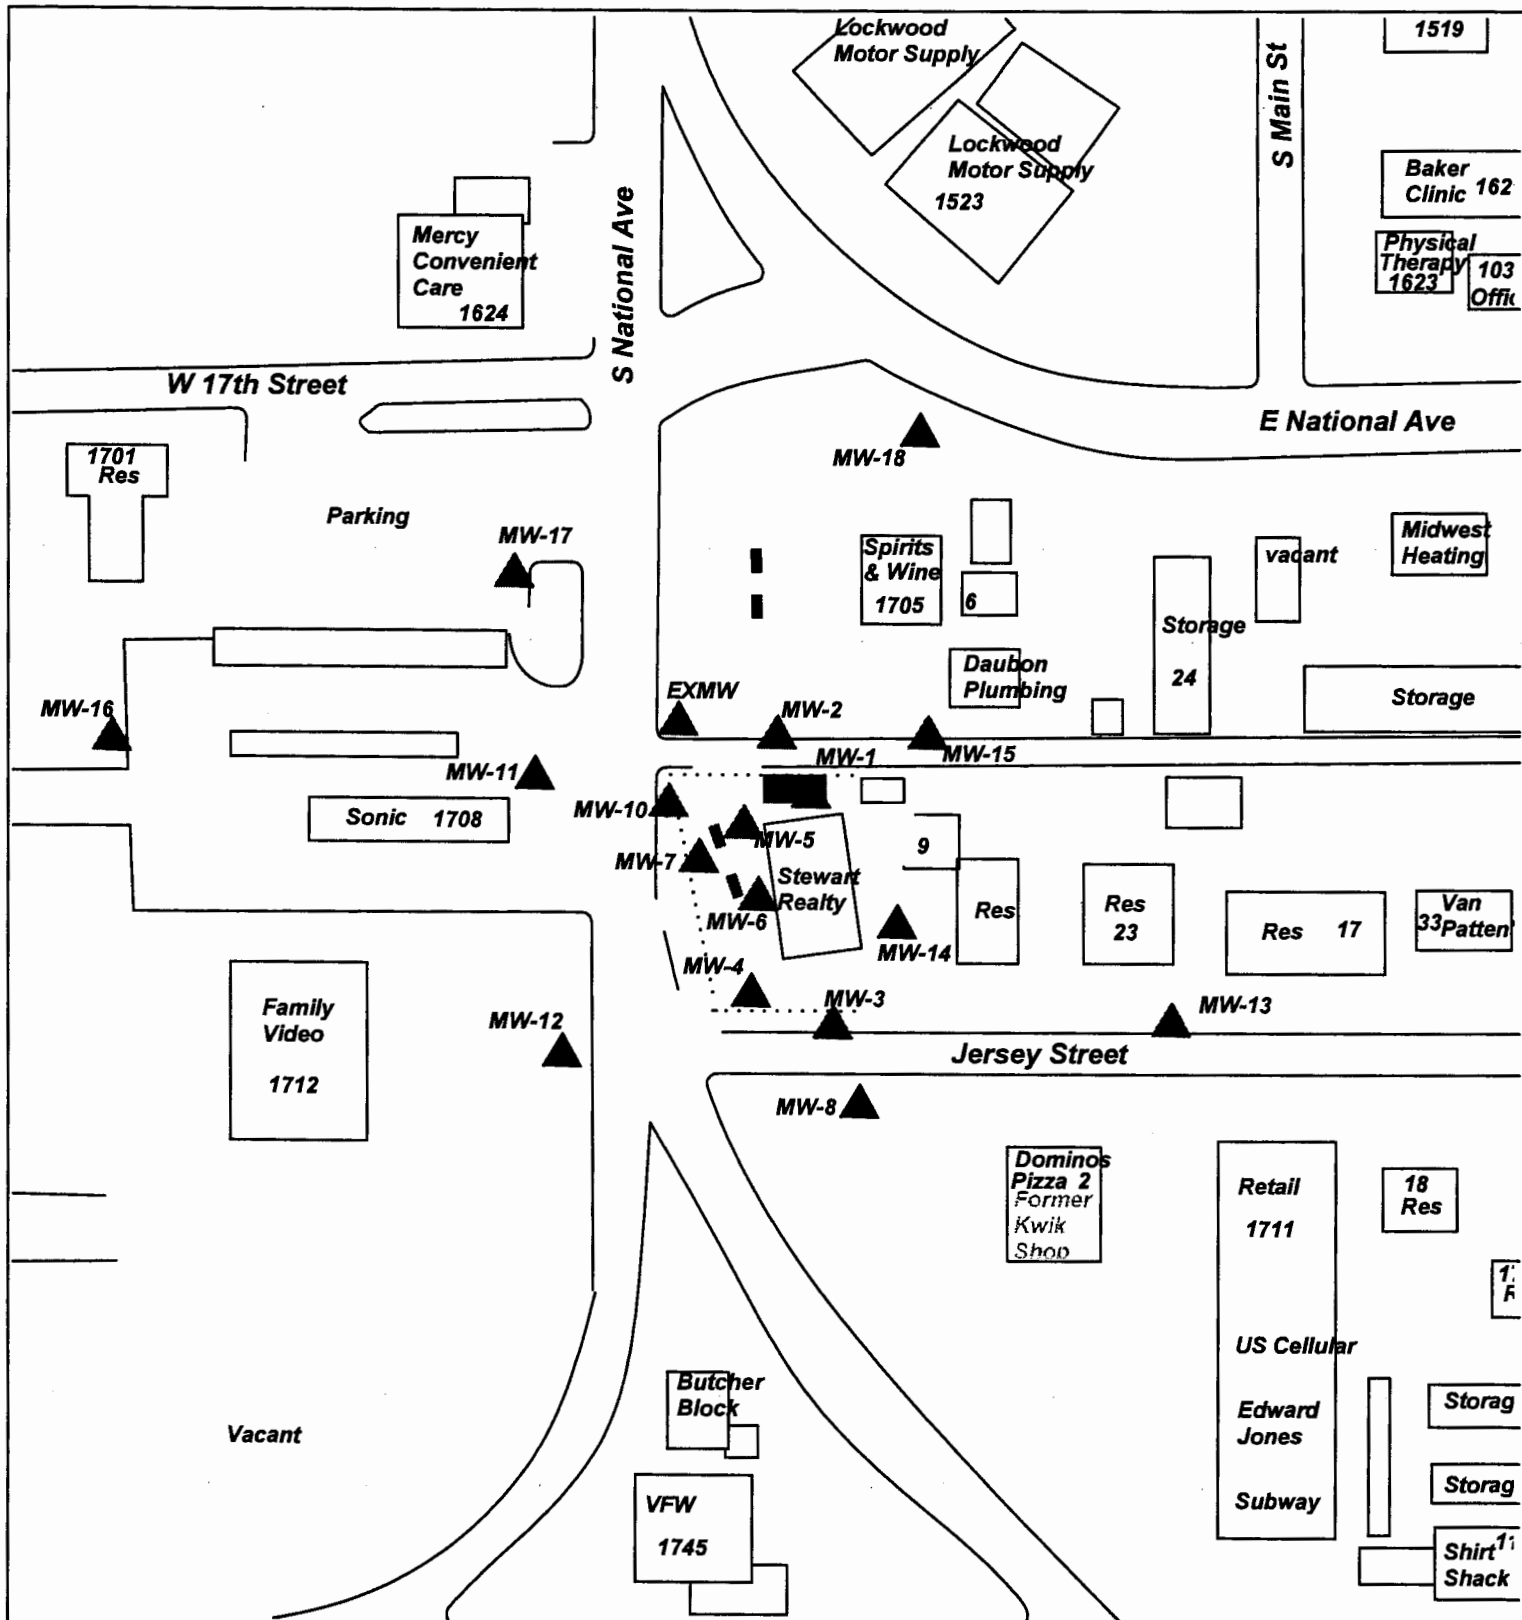 Lockwood
Motor Supply
1519
S Main St
Lockwood
Motor Supply
1523
Baker
Clinic 162
Mercy
Convenient
Care
1624
S National Ave
Physical
Therapy
1623
103
W 17th Street
E National Ave
1701
Res
MW-18
Parking
MW-17
Spirits
& Wine
1705
6
vacant
Midwest
Heating
Storage
24
Daubon
Plumbing
Storage
MW-16
EXMW
MW-2
MW-15
MW-1
MW-11
Sonic 1708
MW-10
MW-5
MW-7
9
Stewart
Realty
MW-6
Res
Res
23
Res 17
33
Van
Patten
MW-14
MW-4
MW-3
MW-13
Family
Video
1712
MW-12
Jersey Street
MW-8
Dominos
Pizza 2
Former
Kwik
Shop
Retail
1711
18
Res
US Cellular
Butcher
Block
Edward
Jones
Storag
Vacant
Subway
Storag
VFW
1745
Shirt
Shack